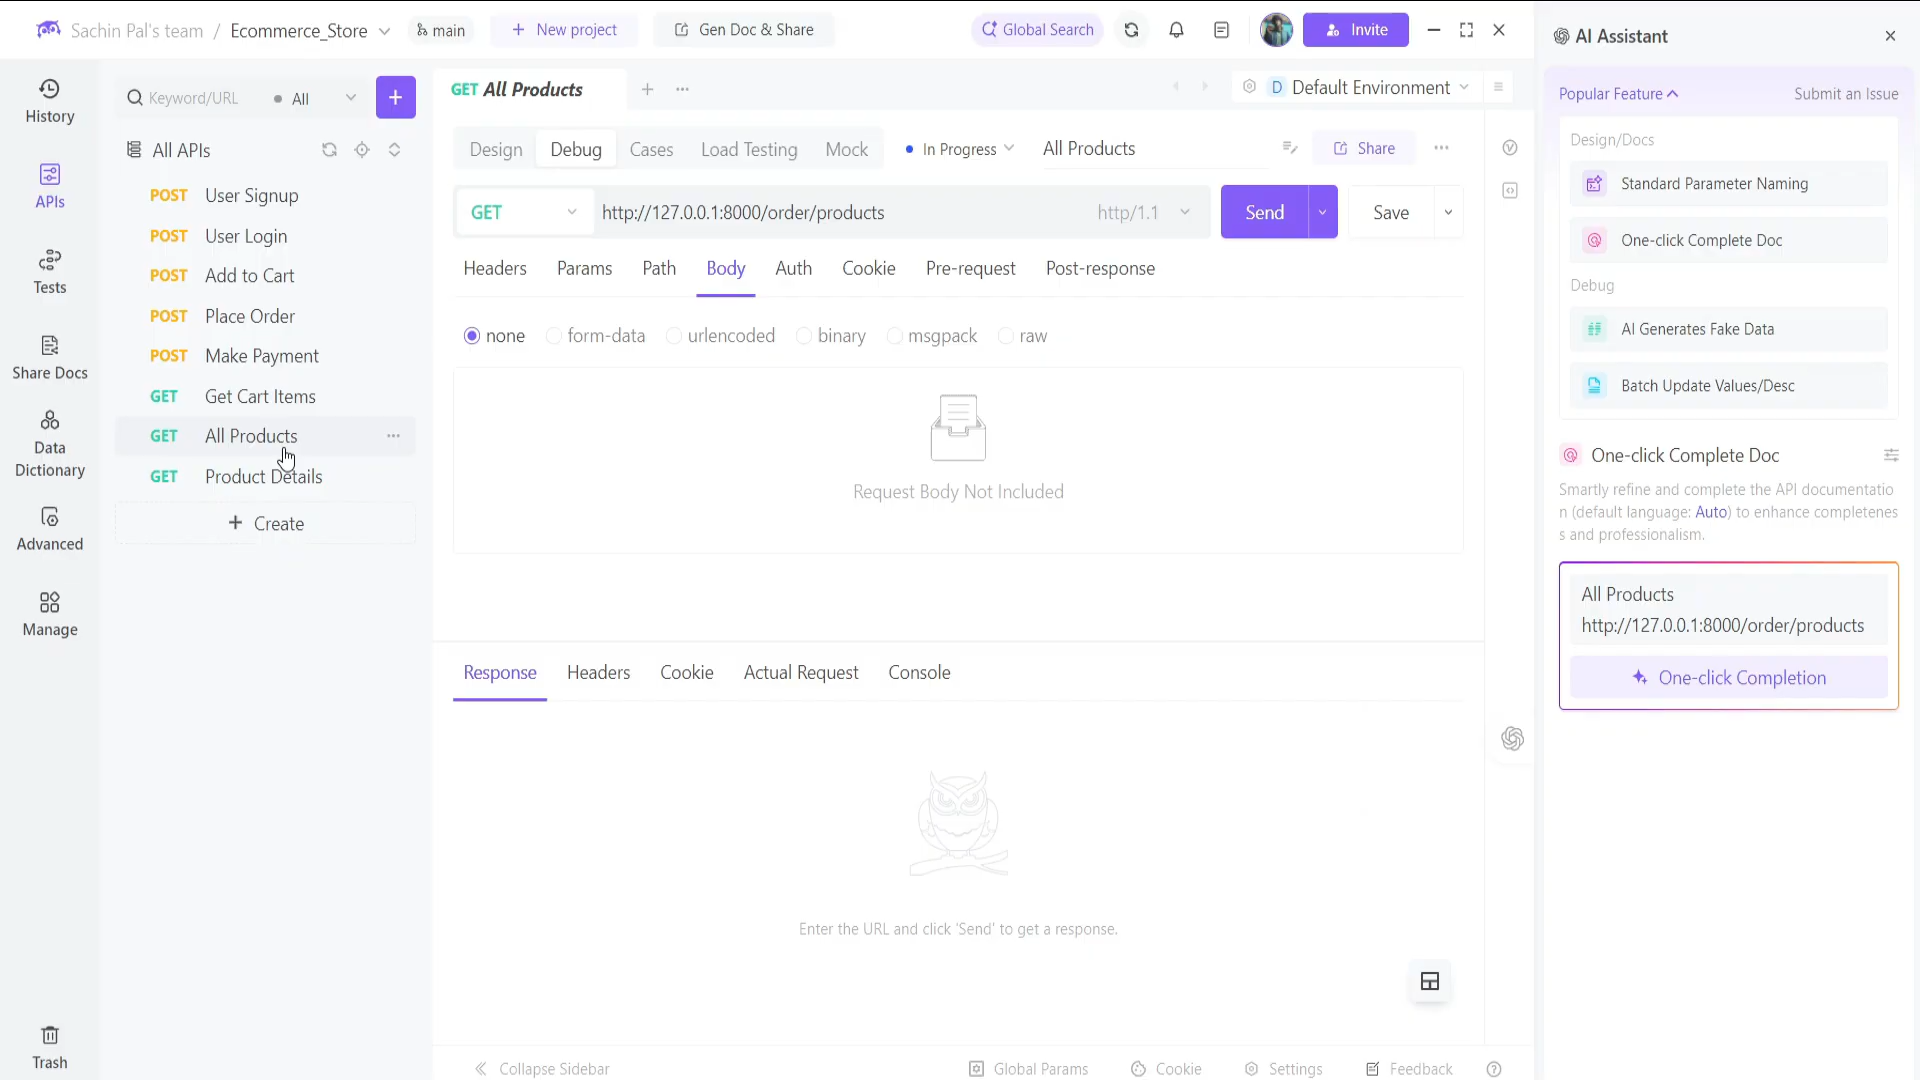 Sachin Pal's team / Ecommerce_Store main + New project Gen Doc & Share Global Search Invite
History
APIs
Tests
Share Docs
Data
Dictionary
Advanced
Manage
Trash
Keyword/URL All +
All APIs
POST User Signup
POST User Login
POST Add to Cart
POST Place Order
POST Make Payment
GET Get Cart Items
GET All Products
GET Product Details
+ Create
GET All Products
D Default Environment
Design Debug Cases Load Testing Mock In Progress All Products Share
GET http://127.0.0.1:8000/order/products http/1.1 Send Save
Headers Params Path Body Auth Cookie Pre-request Post-response
none form-data urlencoded binary msgpack raw
Request Body Not Included
Response Headers Cookie Actual Request Console
Enter the URL and click 'Send' to get a response.
Collapse Sidebar Global Params Cookie Settings Feedback
AI Assistant
Popular Feature Submit an Issue
Design/Docs
Standard Parameter Naming
One-click Complete Doc
Debug
AI Generates Fake Data
Batch Update Values/Desc
One-click Complete Doc
Smartly refine and complete the API documentatio
n (default language: Auto) to enhance completenes
s and professionalism.
All Products
http://127.0.0.1:8000/order/products
One-click Completion